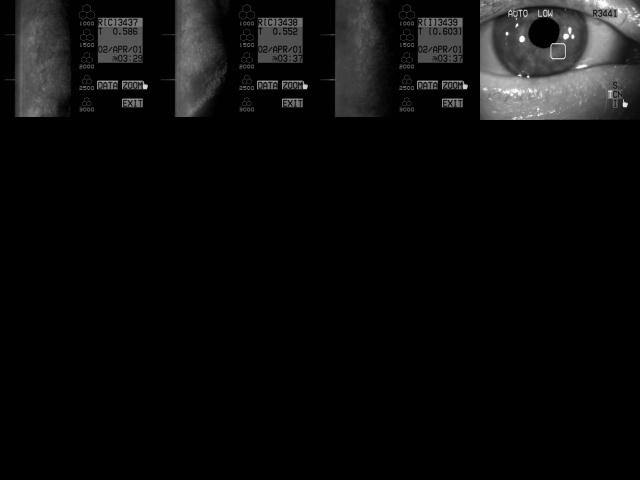 1000
R[C]3437
T 0.586
1500
02/APR/01
03:29
2000
DATA ZOOM
2500
EXIT
3000
1000
R[C]3438
T 0.552
1500
02/APR/01
03:37
2000
DATA ZOOM
2500
EXIT
3000
1000
R[I]3439
T [0.603]
1500
02/APR/01
03:37
2000
DATA ZOOM
2500
EXIT
3000
AUTO LOW R3441